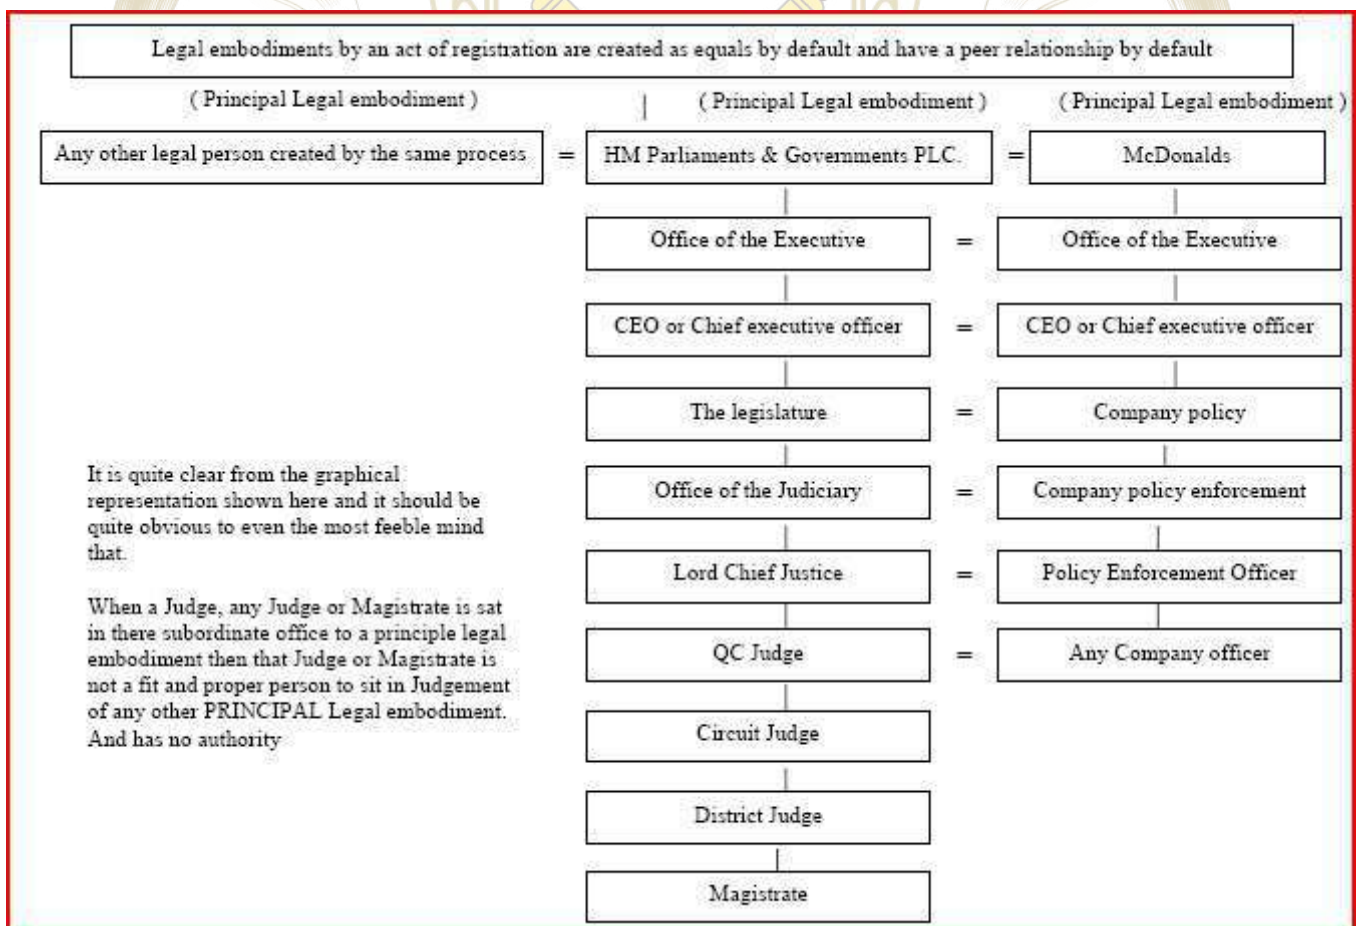 Legal embodiments by an act of registration are created as equals by default and have a peer relationship by default
( Principal Legal embodiment )
( Principal Legal embodiment )
( Principal Legal embodiment )
Any other legal person created by the same process
=
HM Parliaments & Governments PLC.
=
McDonalds
Office of the Executive
=
Office of the Executive
CEO or Chief executive officer
=
CEO or Chief executive officer
The legislature
=
Company policy
It is quite clear from the graphical
representation shown here and it should be
quite obvious to even the most feeble mind
that.
Office of the Judiciary
=
Company policy enforcement
Lord Chief Justice
=
Policy Enforcement Officer
When a Judge, any Judge or Magistrate is sat
in there subordinate office to a principle legal
embodiment then that Judge or Magistrate is
not a fit and proper person to sit in Judgement
of any other PRINCIPAL Legal embodiment.
And has no authority
QC Judge
=
Any Company officer
Circuit Judge
District Judge
Magistrate